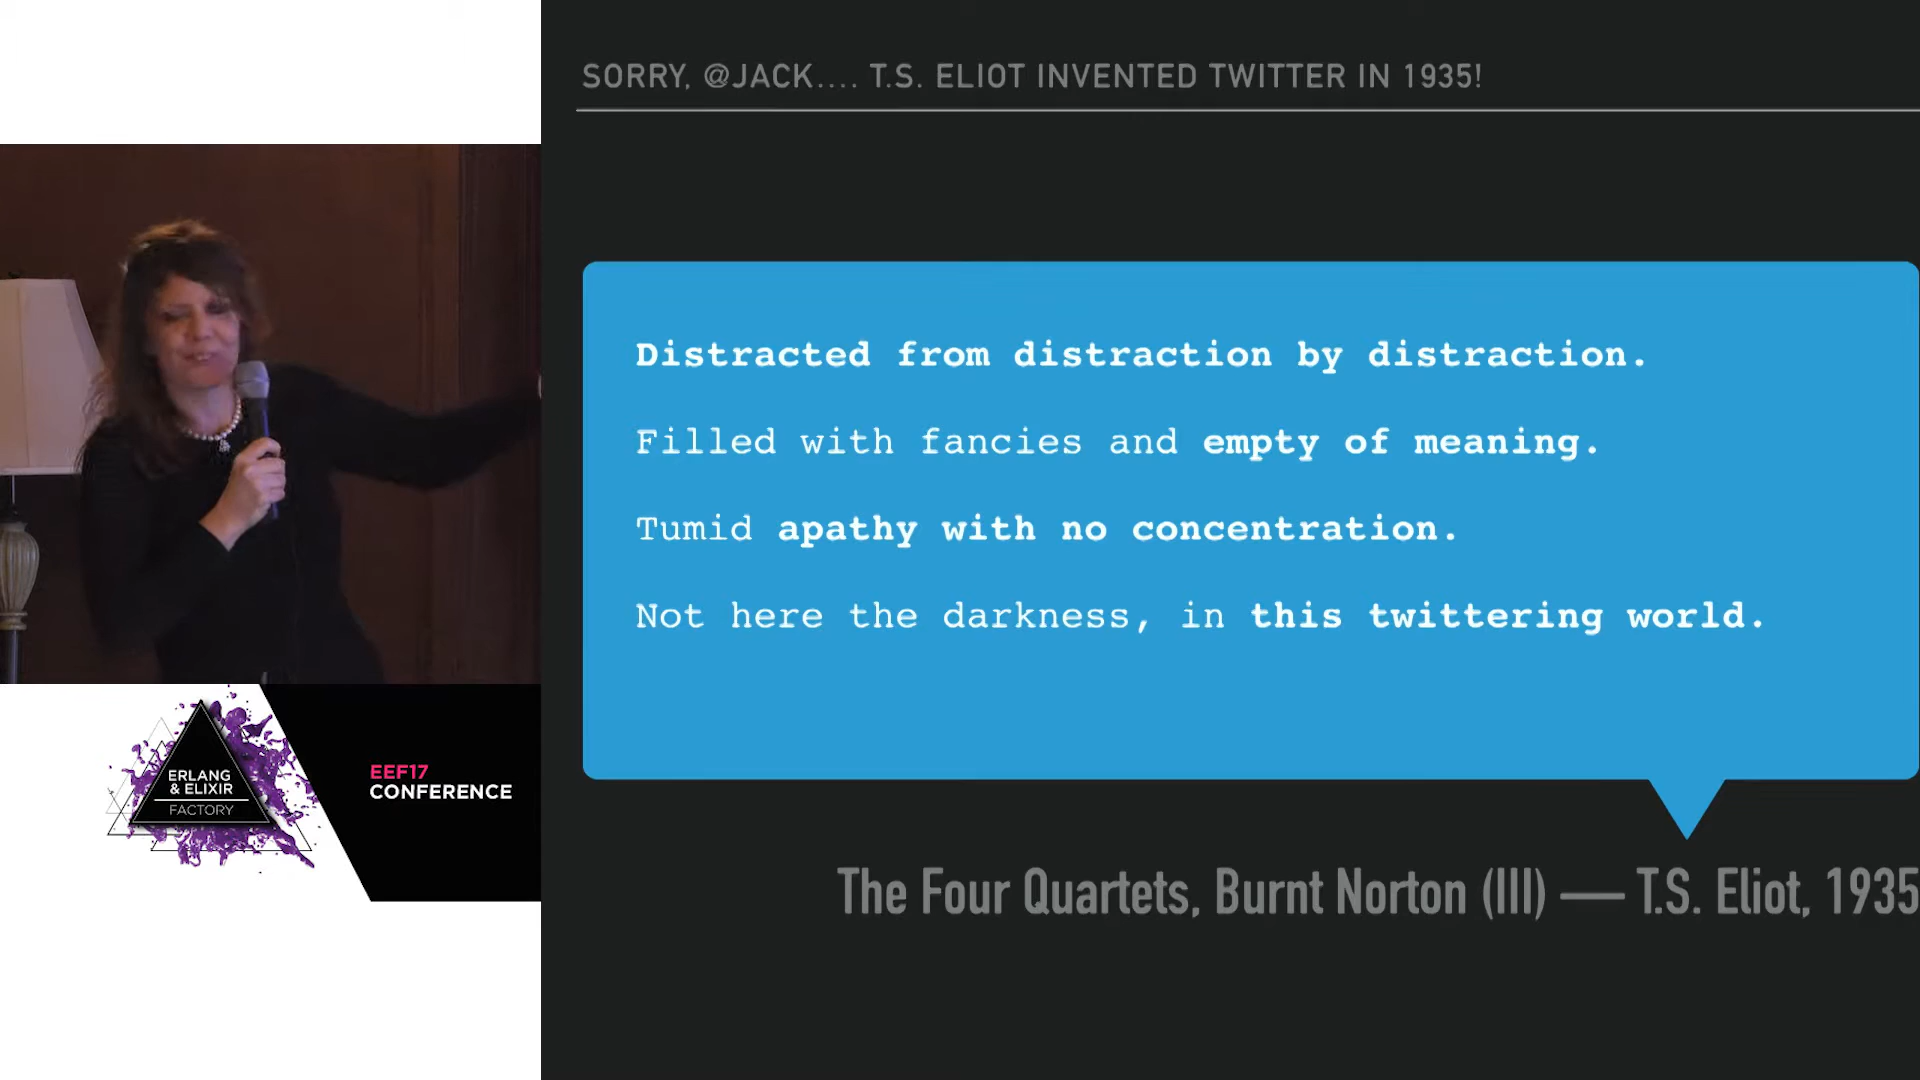 SORRY, @JACK.... T.S. ELIOT INVENTED TWITTER IN 1935!
Distracted from distraction by distraction.
Filled with fancies and empty of meaning.
Tumid apathy with no concentration.
Not here the darkness, in this twittering world.
The Four Quartets, Burnt Norton (III) — T.S. Eliot, 1935
ERLANG
& ELIXIR
FACTORY
EEF17
CONFERENCE